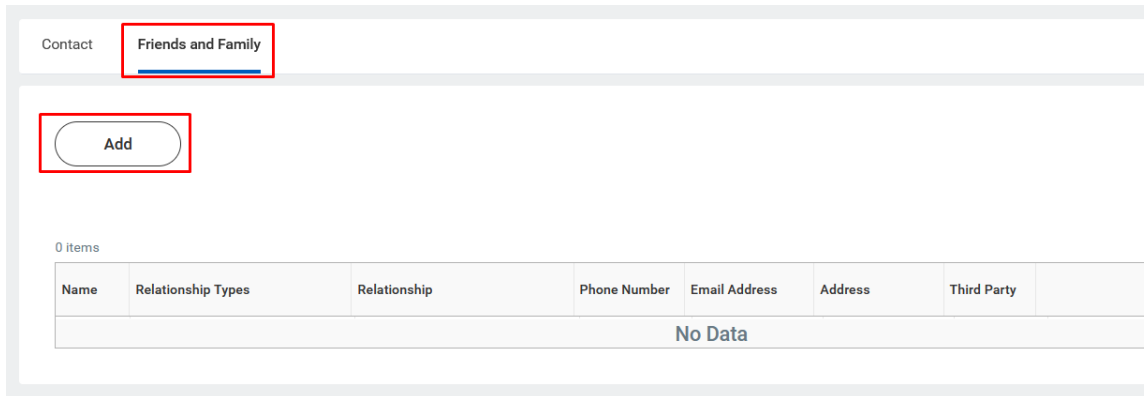 Contact Friends and Family
Add
0 items
Name Relationship Types Relationship Phone Number Email Address Address Third Party
No Data